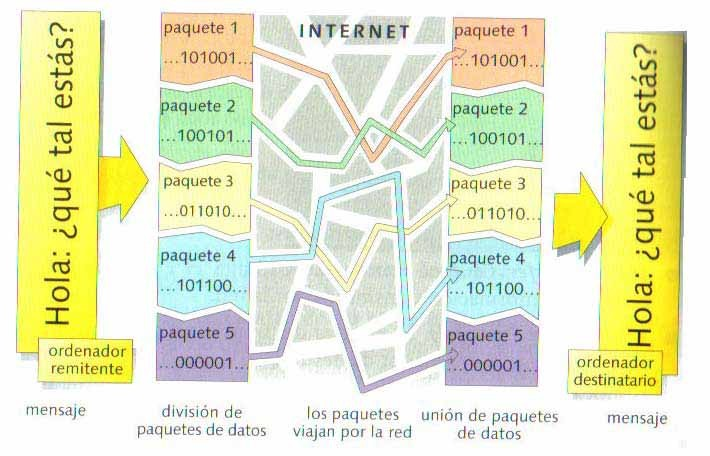 Hola: ¿qué tal estás?
ordenador
remitente
mensaje
paquete 1
...101001...
paquete 2
...100101...
paquete 3
...011010...
paquete 4
...101100...
paquete 5
...000001...
división de
paquetes de datos
INTERNET
los paquetes
viajan por la red
paquete 1
...101001...
paquete 2
...100101...
paquete 3
...011010...
paquete 4
...101100...
paquete 5
...000001...
unión de paquetes
de datos
Hola: ¿qué tal estás?
ordenador
destinatario
mensaje